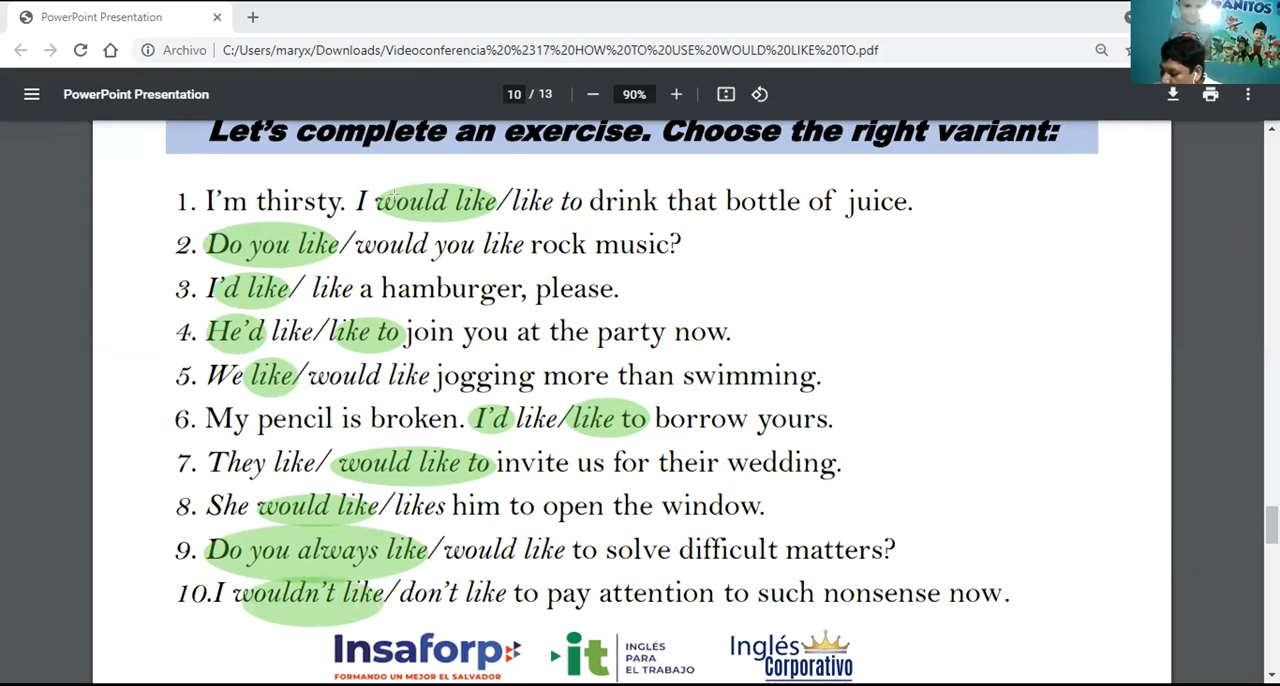 PowerPoint Presentation
Archivo C:/Users/maryx/Downloads/Videoconferencia%20%2317%20HOW%20TO%20USE%20WOULD%20LIKE%20TO.pdf
PowerPoint Presentation 10 / 13 90%
Let's complete an exercise. Choose the right variant:
1. I'm thirsty. I would like/like to drink that bottle of juice.
2. Do you like/would you like rock music?
3. I'd like/ like a hamburger, please.
4. He'd like/like to join you at the party now.
5. We like/would like jogging more than swimming.
6. My pencil is broken. I'd like/like to borrow yours.
7. They like/ would like to invite us for their wedding.
8. She would like/likes him to open the window.
9. Do you always like/would like to solve difficult matters?
10.I wouldn't like/don't like to pay attention to such nonsense now.
Insaforp
FORMANDO UN MEJOR EL SALVADOR
it
INGLÉS
PARA
EL TRABAJO
Inglés
Corporativo